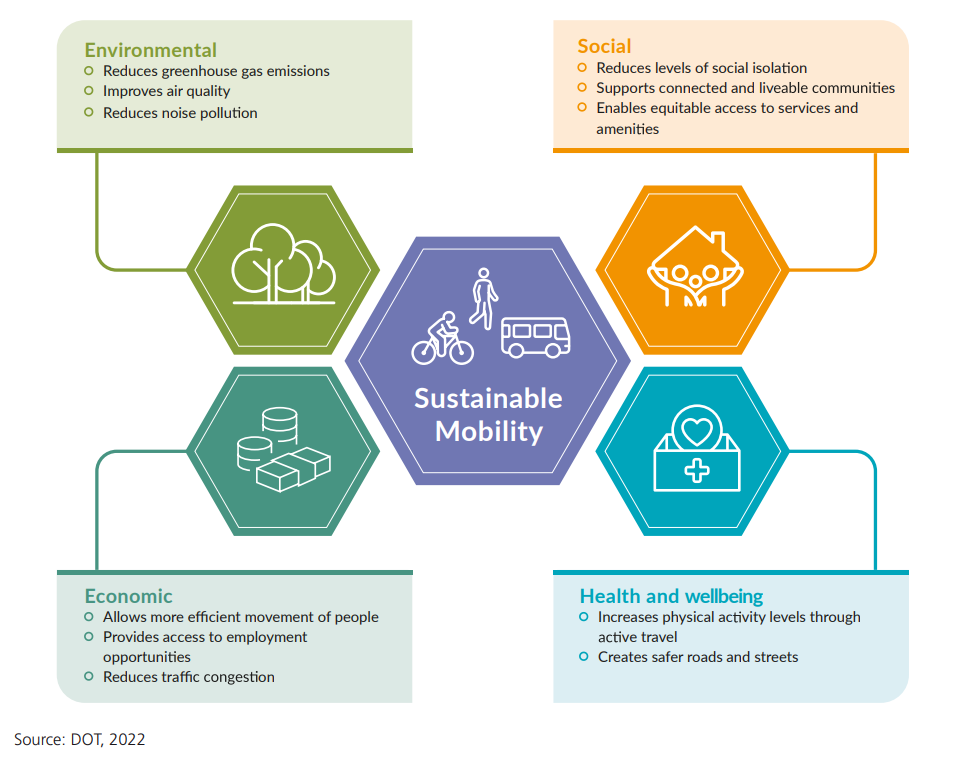 Environmental
Reduces greenhouse gas emissions
Improves air quality
Reduces noise pollution
Social
Reduces levels of social isolation
Supports connected and liveable communities
Enables equitable access to services and
amenities
Sustainable
Mobility
Economic
Allows more efficient movement of people
Provides access to employment
opportunities
Reduces traffic congestion
Health and wellbeing
Increases physical activity levels through
active travel
Creates safer roads and streets
Source: DOT, 2022